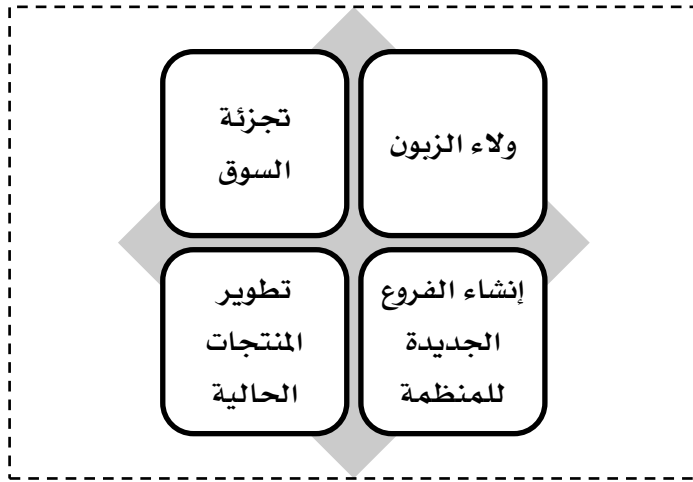 ولاء الزبون
تجزئة
السوق
إنشاء الفروع
الجديدة
للمنظمة
تطوير
المنتجات
الحالية